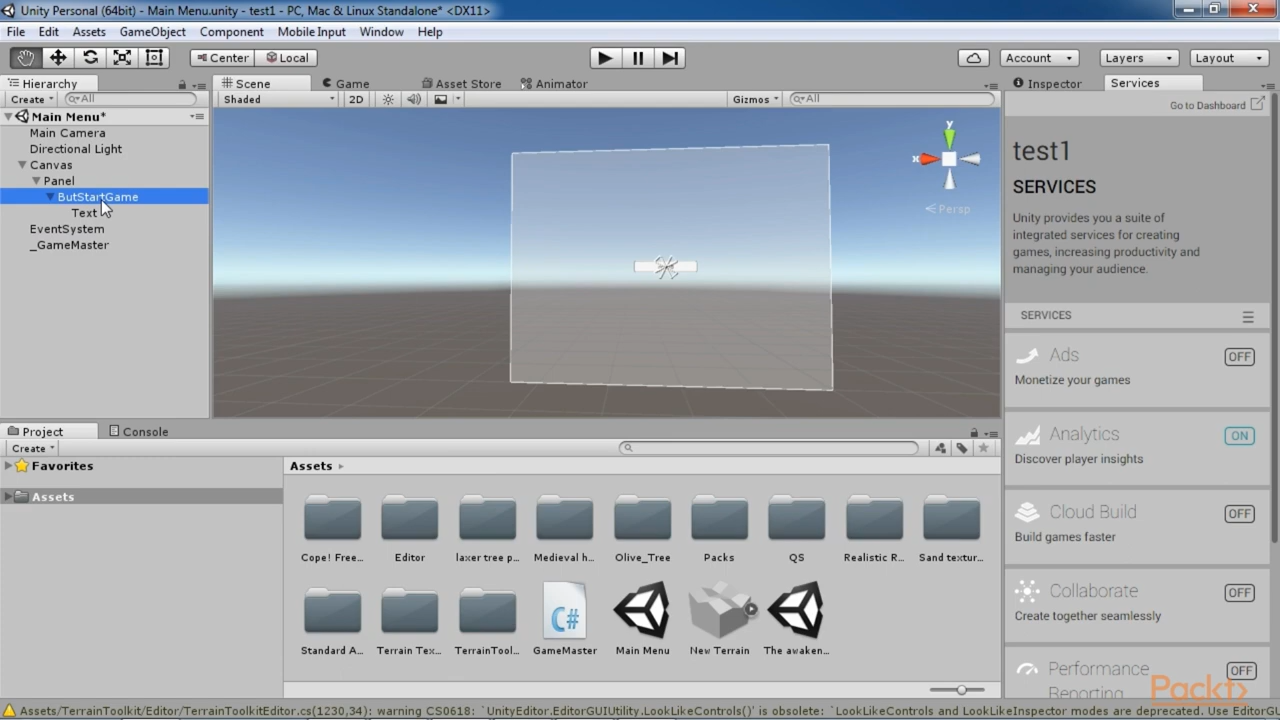 Unity Personal (64bit) - Main Menu.unity - test1 - PC, Mac & Linux Standalone* <DX11>
File Edit Assets GameObject Component Mobile Input Window Help
Center Local Account Layers Layout
Hierarchy Scene Game Asset Store Animator Inspector Services
Create All Shaded 2D Gizmos All Go to Dashboard
Main Menu*
Main Camera
Directional Light
Canvas
Panel
ButStartGame
Text
EventSystem
_GameMaster
y
x
Persp
test1
SERVICES
Unity provides you a suite of
integrated services for creating
games, increasing productivity and
managing your audience.
SERVICES
Ads OFF
Monetize your games
Analytics ON
Discover player insights
Cloud Build OFF
Build games faster
Collaborate OFF
Create together seamlessly
Performance Reporting OFF
Project Console
Create
Favorites
Assets
Assets
Cope! Free... Editor laxer tree p... Medieval h... Olive_Tree Packs QS Realistic R... Sand textur...
C#
Standard A... Terrain Tex... TerrainTool... GameMaster Main Menu New Terrain The awaken...
Packt
Assets/TerrainToolkit/Editor/TerrainToolkitEditor.cs(1230,34): warning CS0618: `UnityEditor.EditorGUIUtility.LookLikeControls()' is obsolete: `LookLikeControls and LookLikeInspector modes are deprecated. Use EditorGU